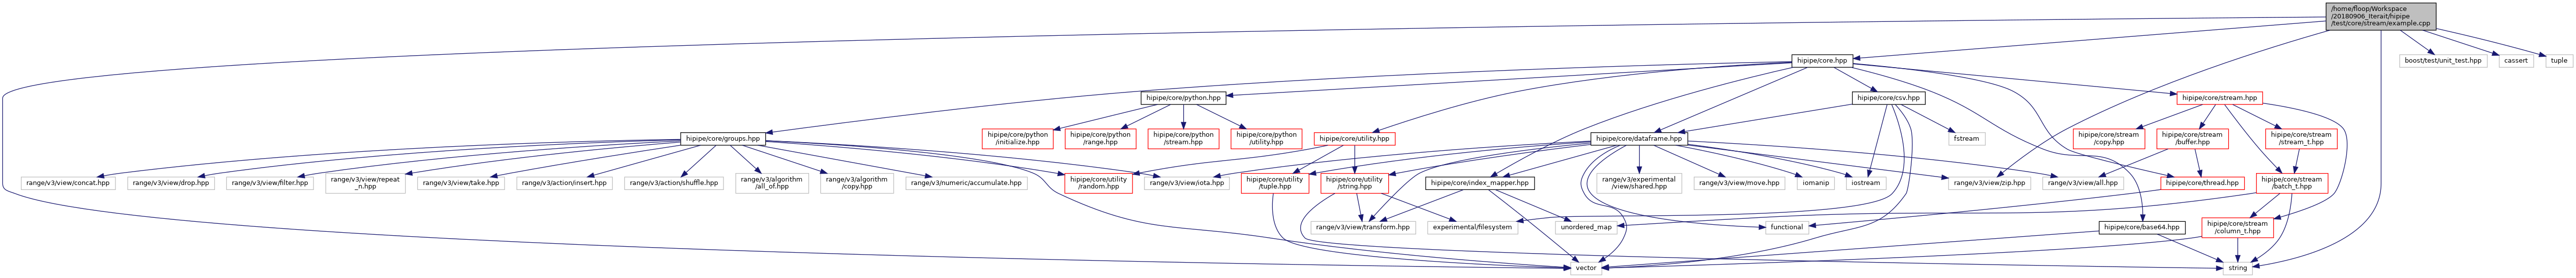 /home/floop/Workspace
/20180906_Iterait/hipipe
/test/core/stream/example.cpp
hipipe/core.hpp
boost/test/unit_test.hpp
cassert
tuple
hipipe/core/python.hpp
hipipe/core/csv.hpp
hipipe/core/stream.hpp
hipipe/core/groups.hpp
hipipe/core/python
/initialize.hpp
hipipe/core/python
/range.hpp
hipipe/core/python
/stream.hpp
hipipe/core/python
/utility.hpp
hipipe/core/utility.hpp
hipipe/core/dataframe.hpp
fstream
hipipe/core/stream
/copy.hpp
hipipe/core/stream
/buffer.hpp
hipipe/core/stream
/stream_t.hpp
range/v3/view/concat.hpp
range/v3/view/drop.hpp
range/v3/view/filter.hpp
range/v3/view/repeat
_n.hpp
range/v3/view/take.hpp
range/v3/action/insert.hpp
range/v3/action/shuffle.hpp
range/v3/algorithm
/all_of.hpp
range/v3/algorithm
/copy.hpp
range/v3/numeric/accumulate.hpp
hipipe/core/utility
/random.hpp
range/v3/view/iota.hpp
hipipe/core/utility
/tuple.hpp
hipipe/core/utility
/string.hpp
hipipe/core/index_mapper.hpp
range/v3/experimental
/view/shared.hpp
range/v3/view/move.hpp
iomanip
iostream
range/v3/view/zip.hpp
range/v3/view/all.hpp
hipipe/core/thread.hpp
hipipe/core/stream
/batch_t.hpp
range/v3/view/transform.hpp
experimental/filesystem
unordered_map
functional
hipipe/core/base64.hpp
hipipe/core/stream
/column_t.hpp
vector
string